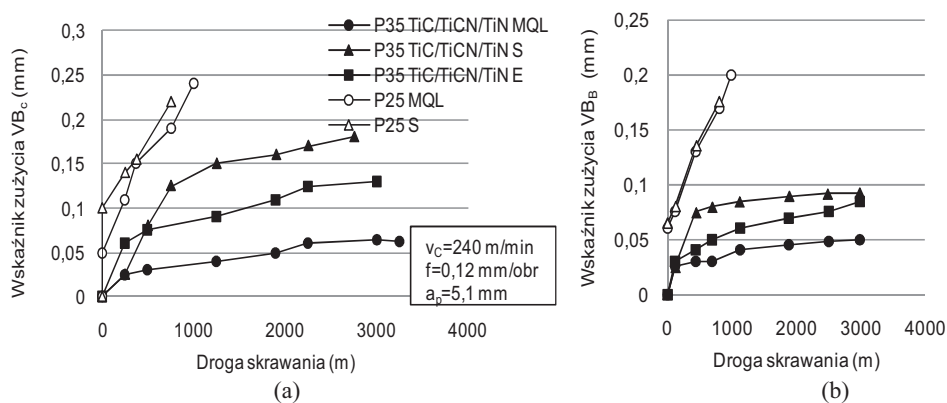 P35 TiC/TiCN/TiN MQL
P35 TiC/TiCN/TiN S
P35 TiC/TiCN/TiN E
P25 MQL
P25 S
Wskaźnik zużycia VBc (mm)
0,3
0,25
0,2
0,15
0,1
0,05
0
0 1000 2000 3000 4000
Droga skrawania (m)
vC=240 m/min
f=0,12 mm/obr
ap=5,1 mm
(a)
Wskaźnik zużycia VBB (mm)
0,25
0,2
0,15
0,1
0,05
0
0 1000 2000 3000 4000
Droga skrawania (m)
(b)